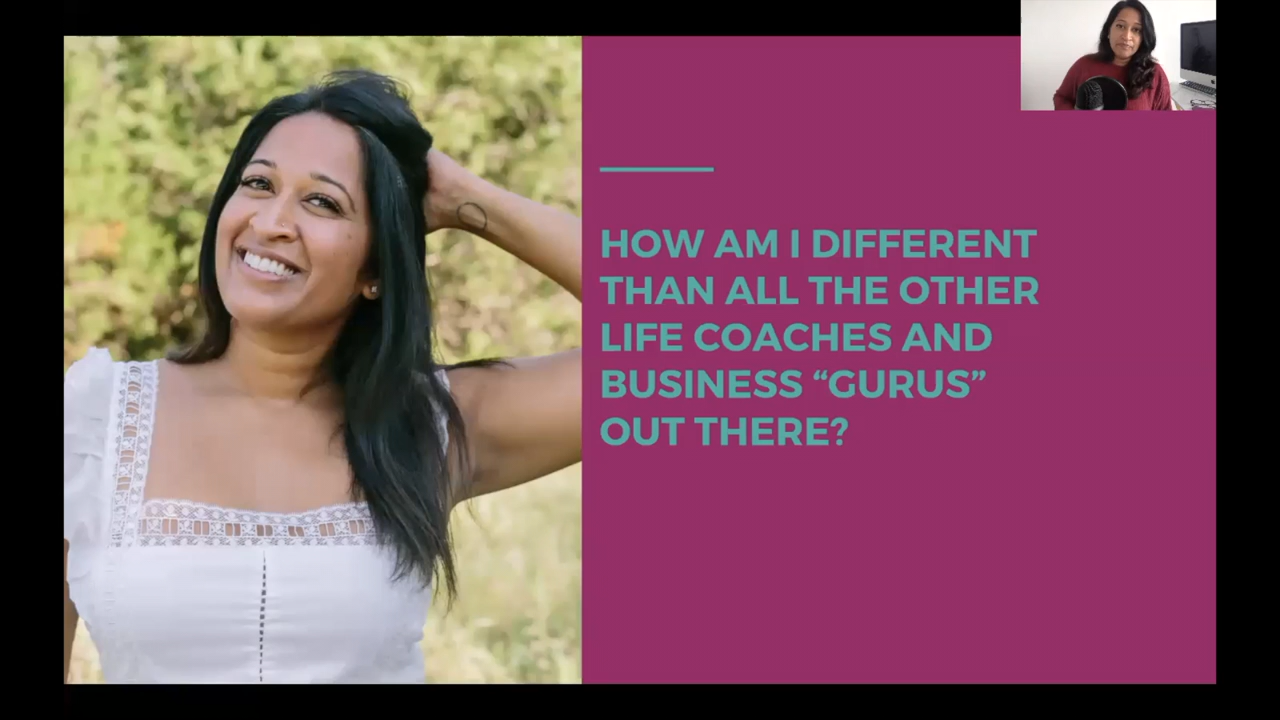 HOW AM I DIFFERENT
THAN ALL THE OTHER
LIFE COACHES AND
BUSINESS “GURUS”
OUT THERE?